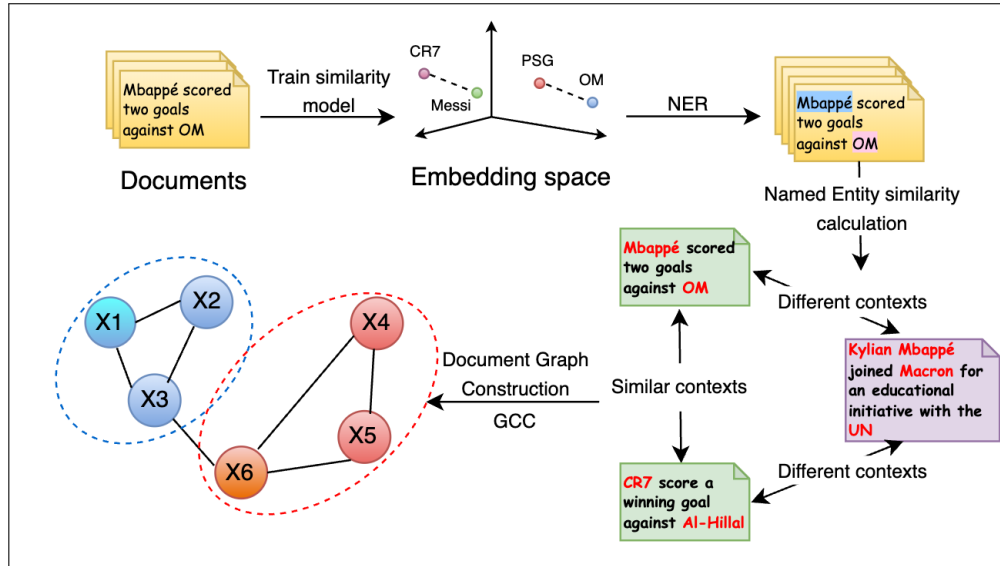 Mbappé scored
two goals
against OM
Documents
Train similarity
model
CR7
Messi
PSG
OM
Embedding space
NER
Mbappé scored
two goals
against OM
Named Entity similarity
calculation
Mbappé scored
two goals
against OM
Different contexts
Kylian Mbappé
joined Macron for
an educational
initiative with the
UN
Similar contexts
Different contexts
CR7 score a
winning goal
against Al-Hillal
Document Graph
Construction
GCC
X1
X2
X3
X4
X5
X6